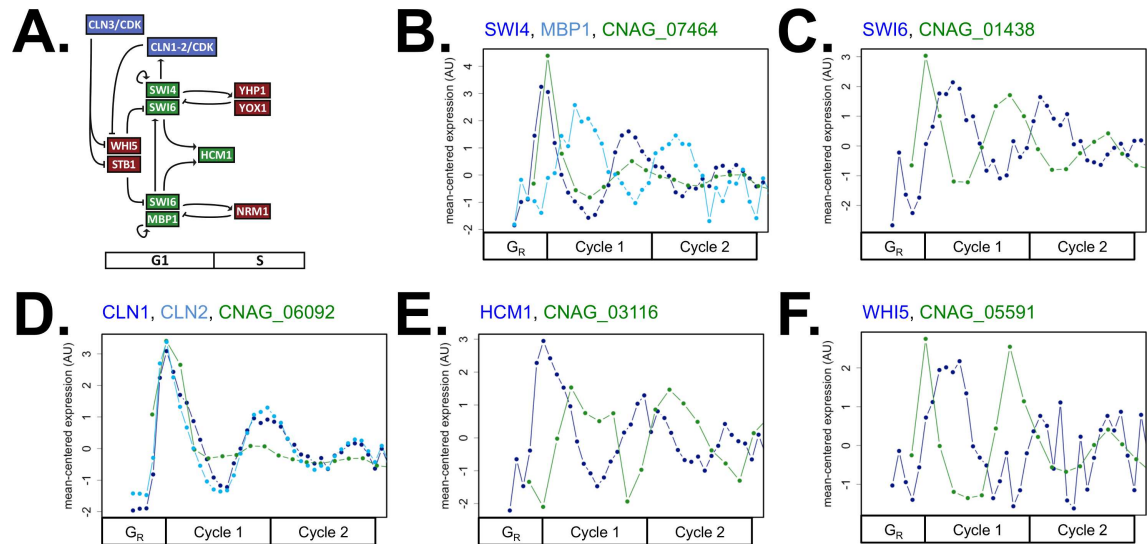 A.
CLN3/CDK
CLN1-2/CDK
SWI4
SWI6
YHP1
YOX1
WHI5
STB1
HCM1
SWI6
MBP1
NRM1
G1 S
B.
SWI4, MBP1, CNAG_07464
mean-centered expression (AU)
4
3
2
1
0
-1
-2
GR Cycle 1 Cycle 2
C.
SWI6, CNAG_01438
mean-centered expression (AU)
3
2
1
0
-1
-2
GR Cycle 1 Cycle 2
D.
CLN1, CLN2, CNAG_06092
mean-centered expression (AU)
3
2
1
0
-1
-2
GR Cycle 1 Cycle 2
E.
HCM1, CNAG_03116
mean-centered expression (AU)
3
2
1
0
-1
-2
GR Cycle 1 Cycle 2
F.
WHI5, CNAG_05591
mean-centered expression (AU)
2
1
0
-1
GR Cycle 1 Cycle 2